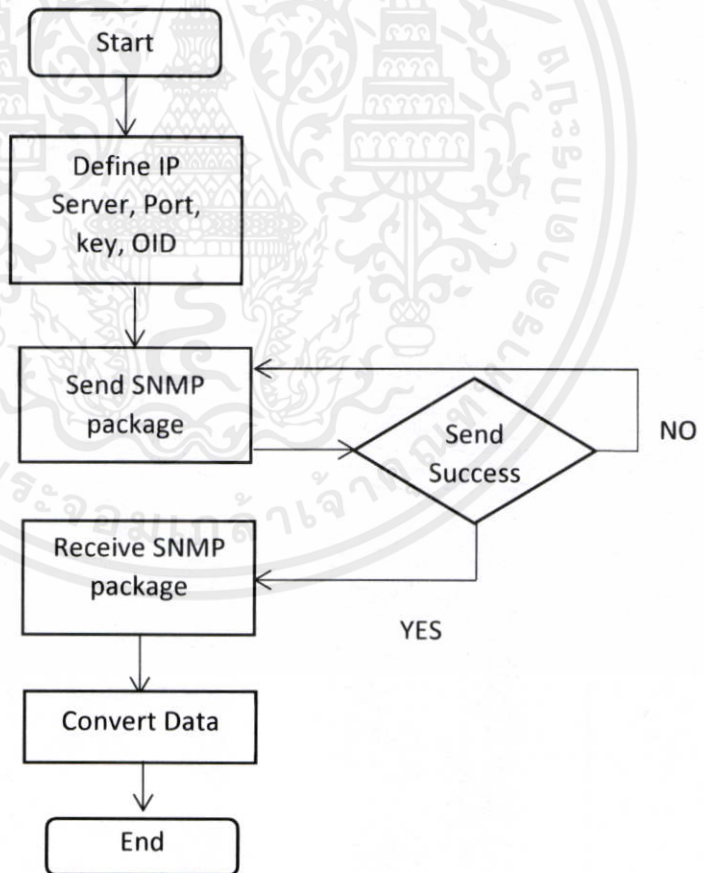 Start
Define IP
Server, Port,
key, OID
Send SNMP
package
Send
Success
NO
Receive SNMP
package
YES
Convert Data
End